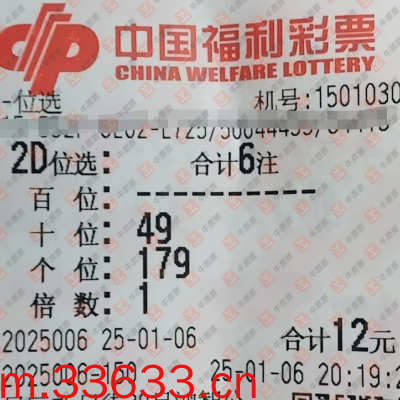 中国福利彩票
CHINA WELFARE LOTTERY
-位选 机号:1501030
2D位选: 合计6注
百位:----------
十位:49
个位:179
倍数:1
2025006 25-01-06 合计12元
2025006-150 25-01-06 20:19:2
m.33633.cn